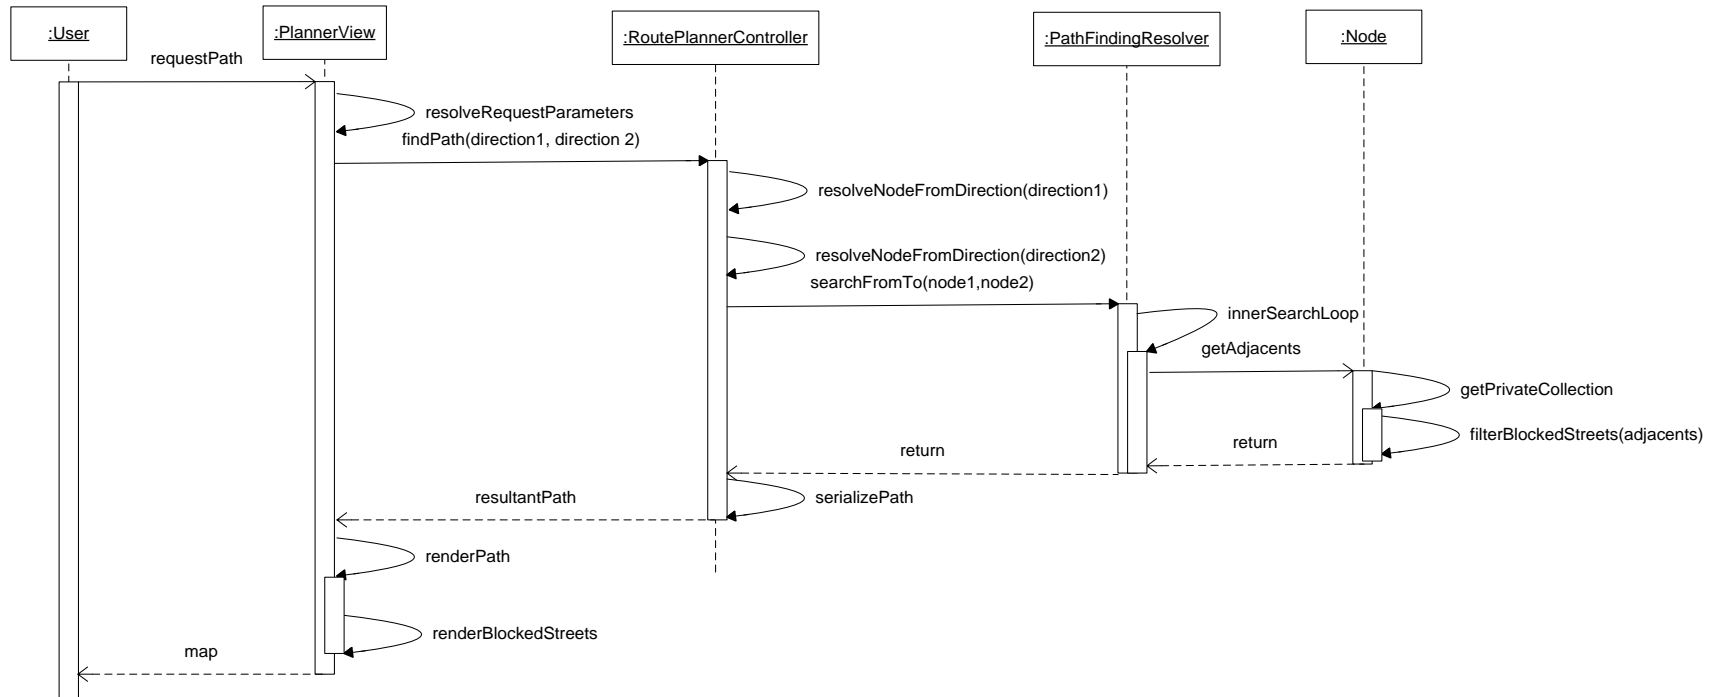 :User
:PlannerView
:RoutePlannerController
:PathFindingResolver
:Node
requestPath
resolveRequestParameters
findPath(direction1, direction 2)
resolveNodeFromDirection(direction1)
resolveNodeFromDirection(direction2)
searchFromTo(node1,node2)
innerSearchLoop
getAdjacents
getPrivateCollection
filterBlockedStreets(adjacents)
return
return
serializePath
resultantPath
renderPath
renderBlockedStreets
map